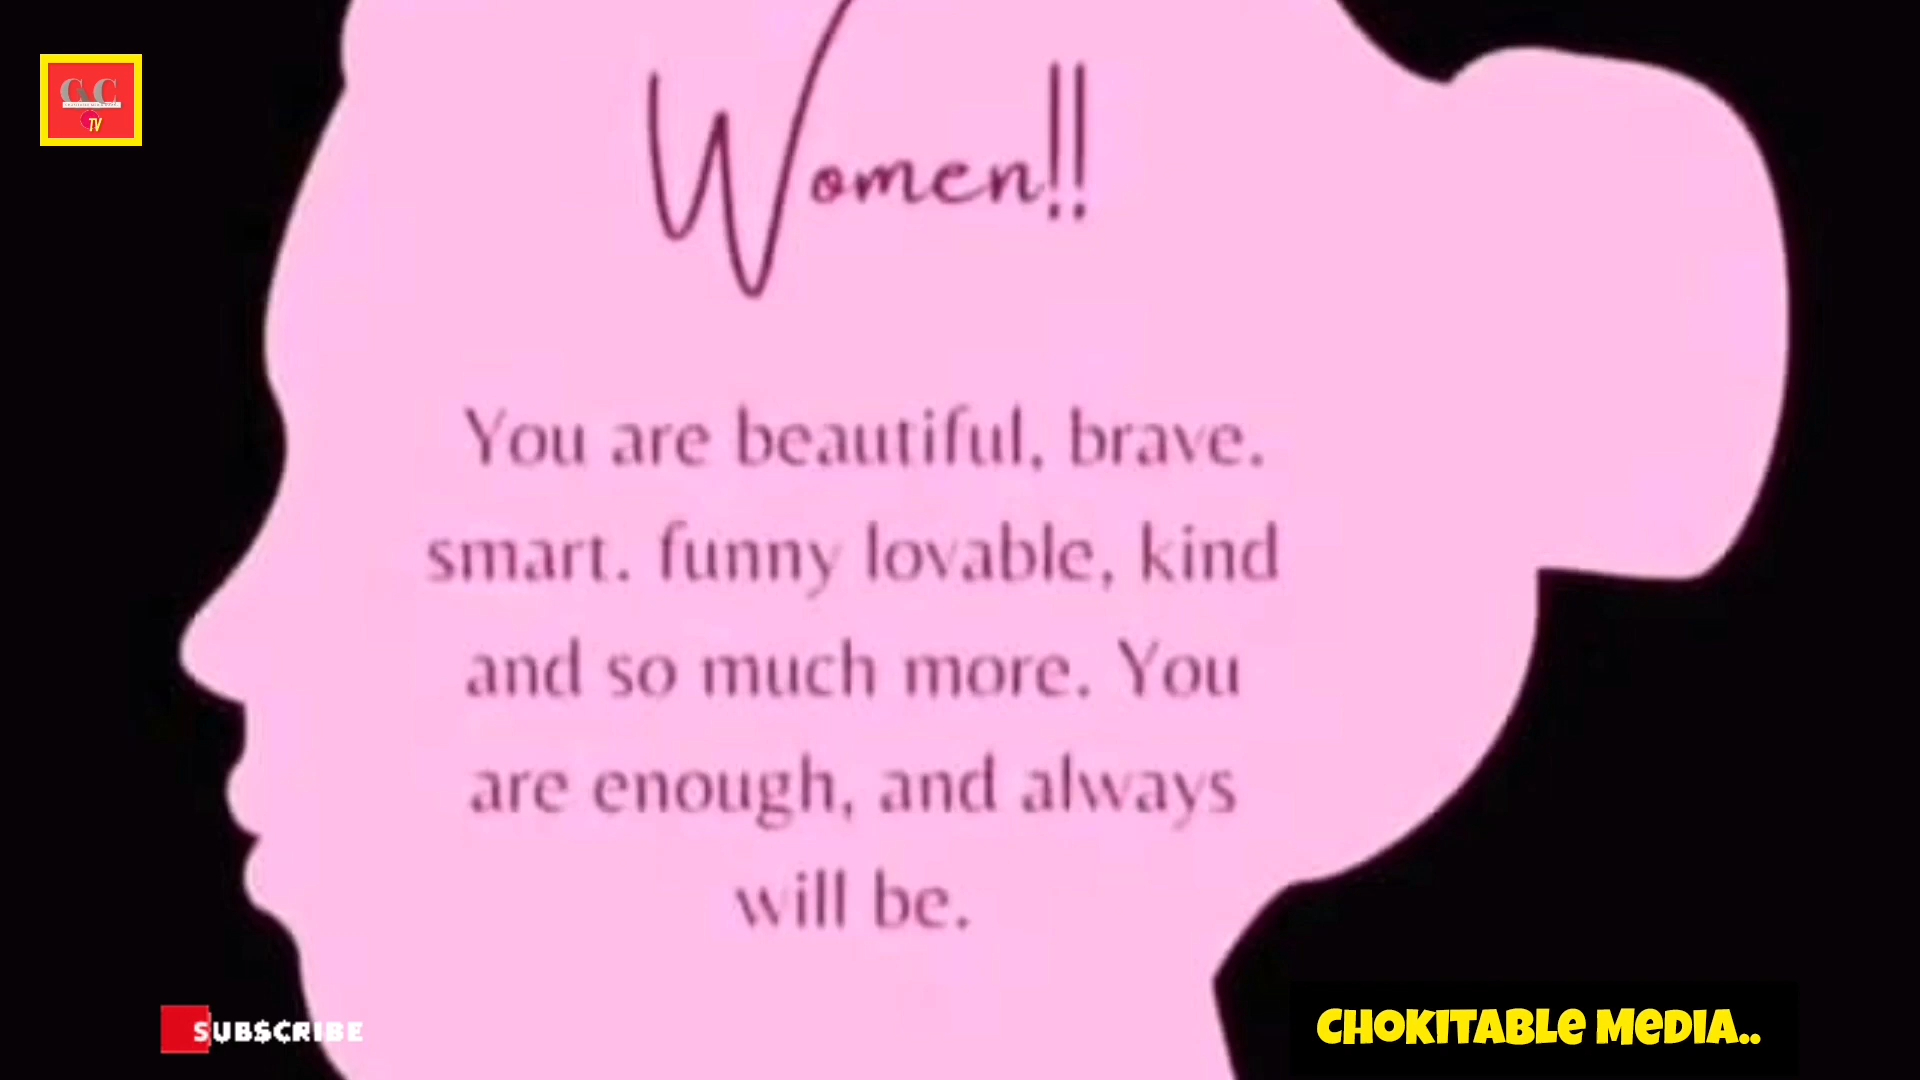 Women!!
You are beautiful, brave.
smart. funny lovable, kind
and so much more. You
are enough, and always
will be.
C&C
TV
SUBSCRIBE
CHOKITABLE MEDIA..